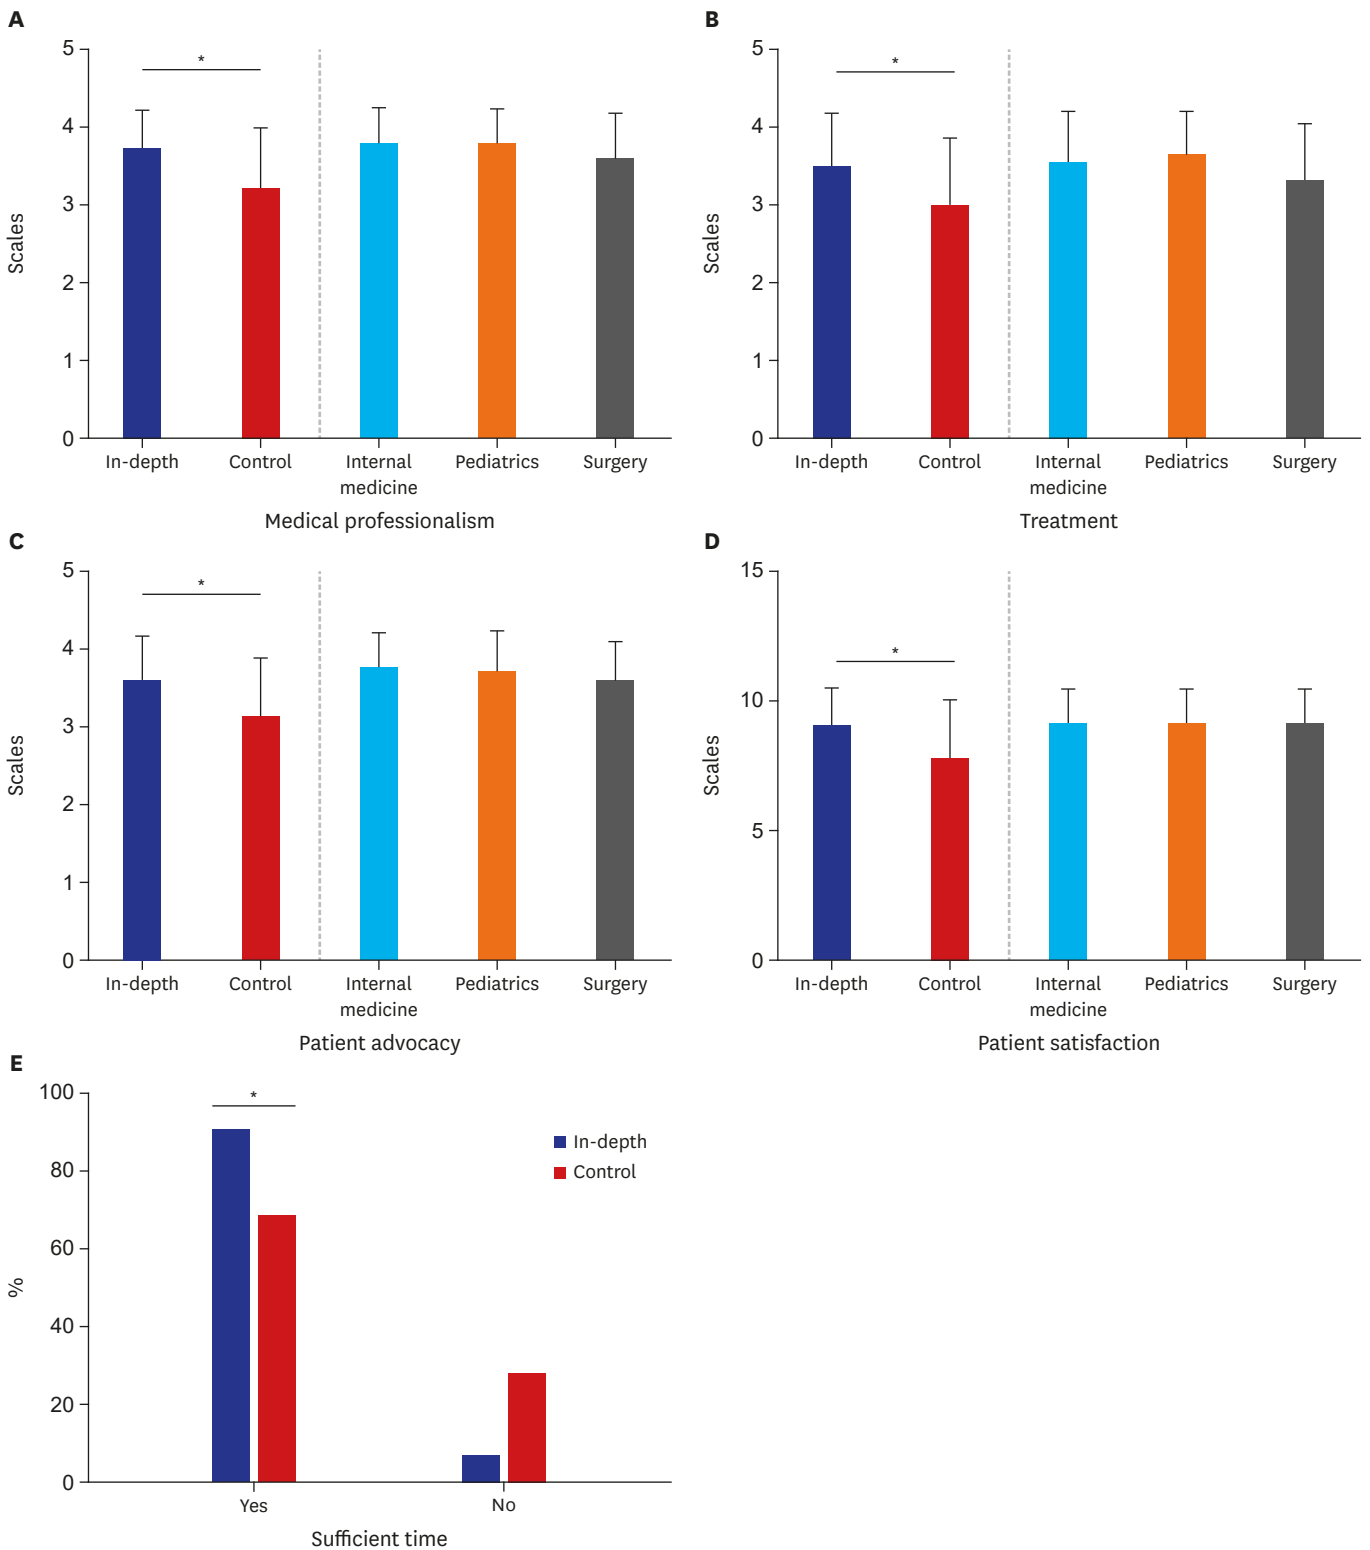 A
5
4
3
2
1
0
Scales
*
In-depth
Control
Internal
medicine
Pediatrics
Surgery
Medical professionalism
B
5
4
3
2
1
0
Scales
*
In-depth
Control
Internal
medicine
Pediatrics
Surgery
Treatment
C
5
4
3
2
1
0
Scales
*
In-depth
Control
Internal
medicine
Pediatrics
Surgery
Patient advocacy
D
15
10
5
0
Scales
*
In-depth
Control
Internal
medicine
Pediatrics
Surgery
Patient satisfaction
E
100
80
60
40
20
0
%
*
In-depth
Control
Yes
No
Sufficient time